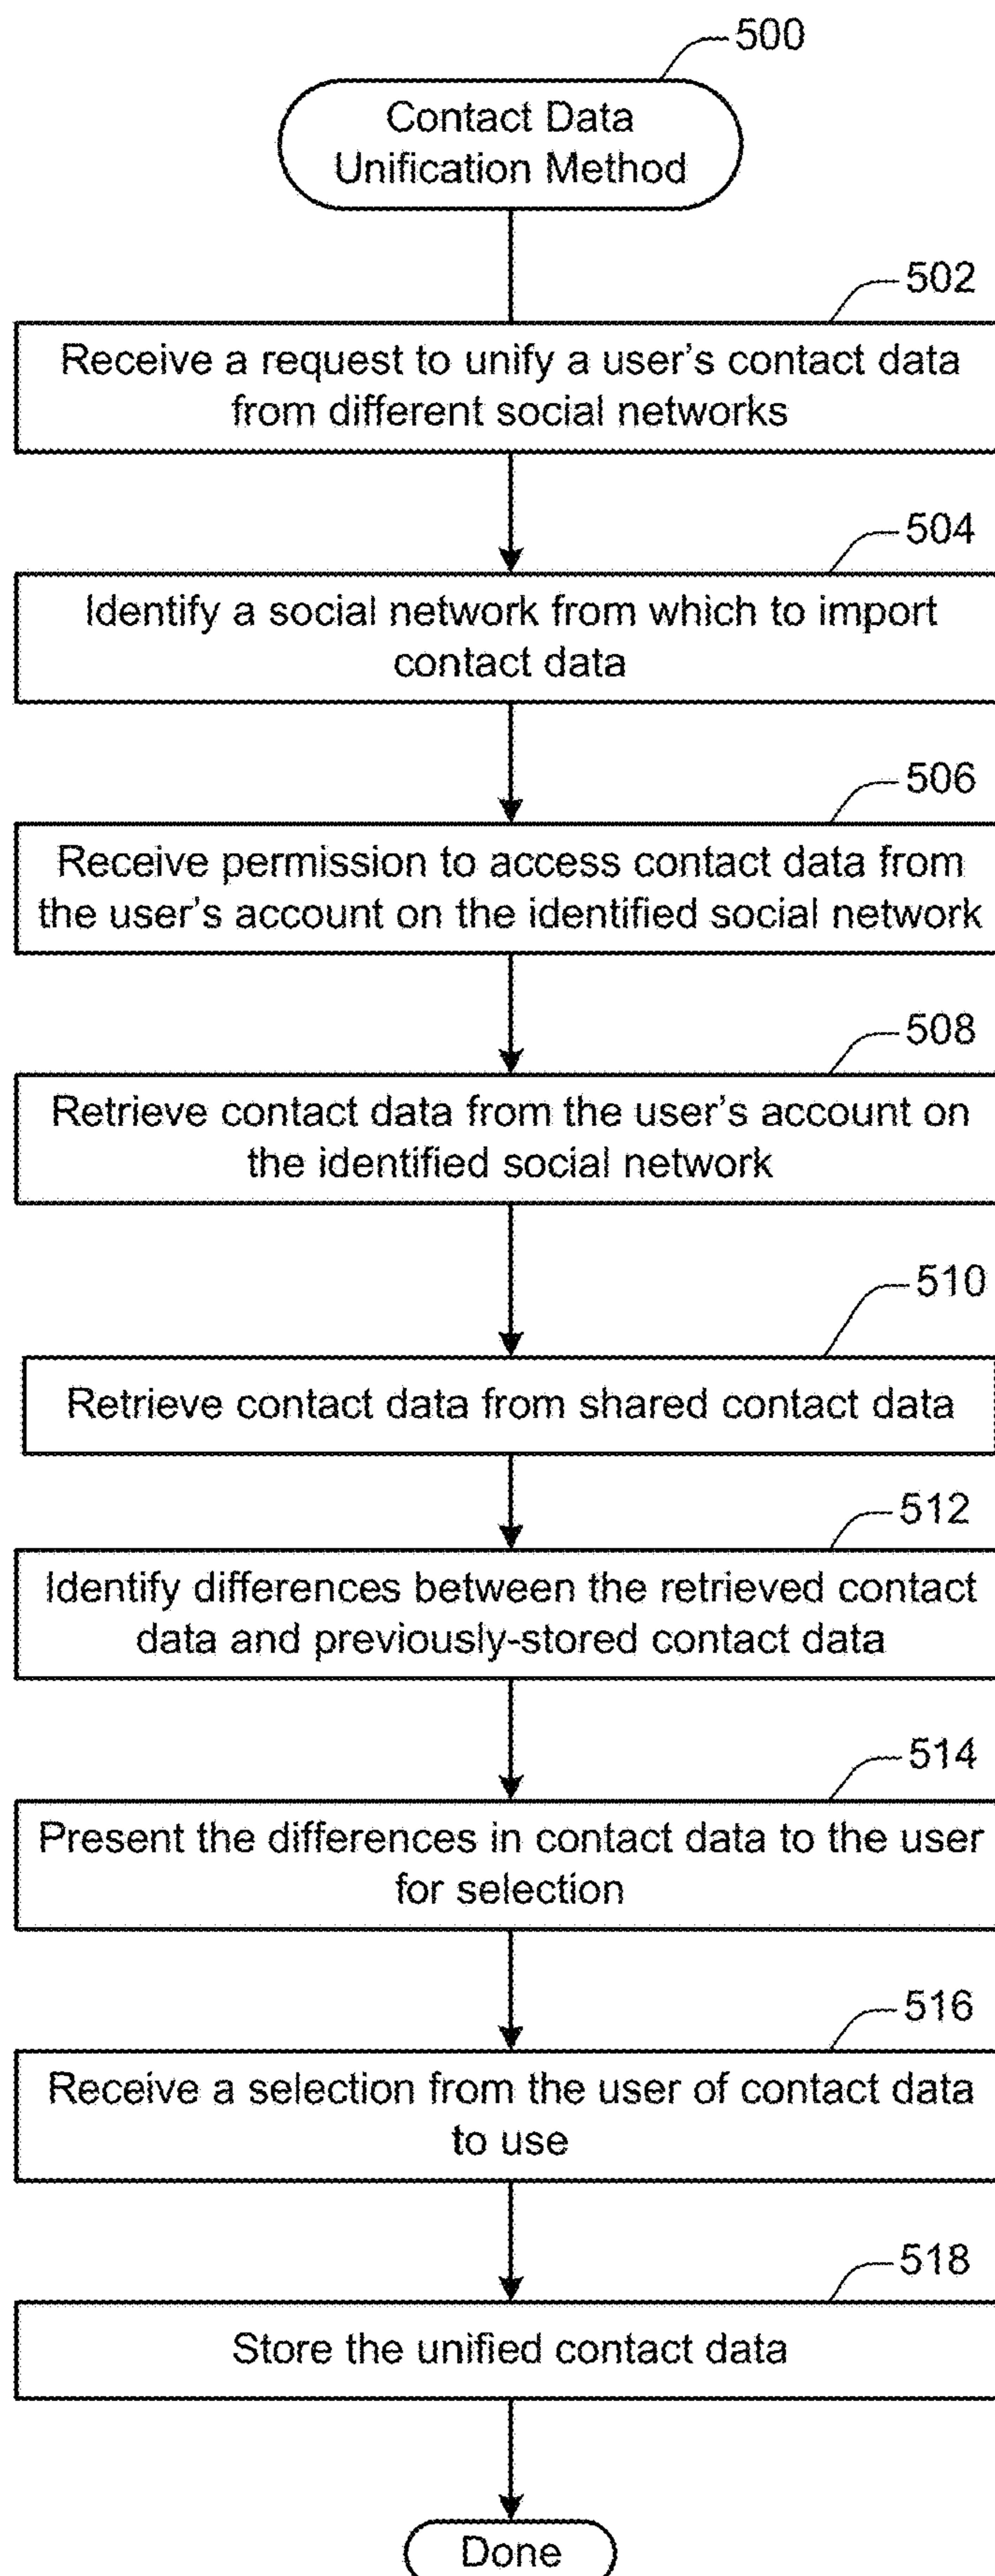 500
Contact Data
Unification Method
502
Receive a request to unify a user's contact data
from different social networks
504
Identify a social network from which to import
contact data
506
Receive permission to access contact data from
the user's account on the identified social network
508
Retrieve contact data from the user's account on
the identified social network
510
Retrieve contact data from shared contact data
512
Identify differences between the retrieved contact
data and previously-stored contact data
514
Present the differences in contact data to the user
for selection
516
Receive a selection from the user of contact data
to use
518
Store the unified contact data
Done